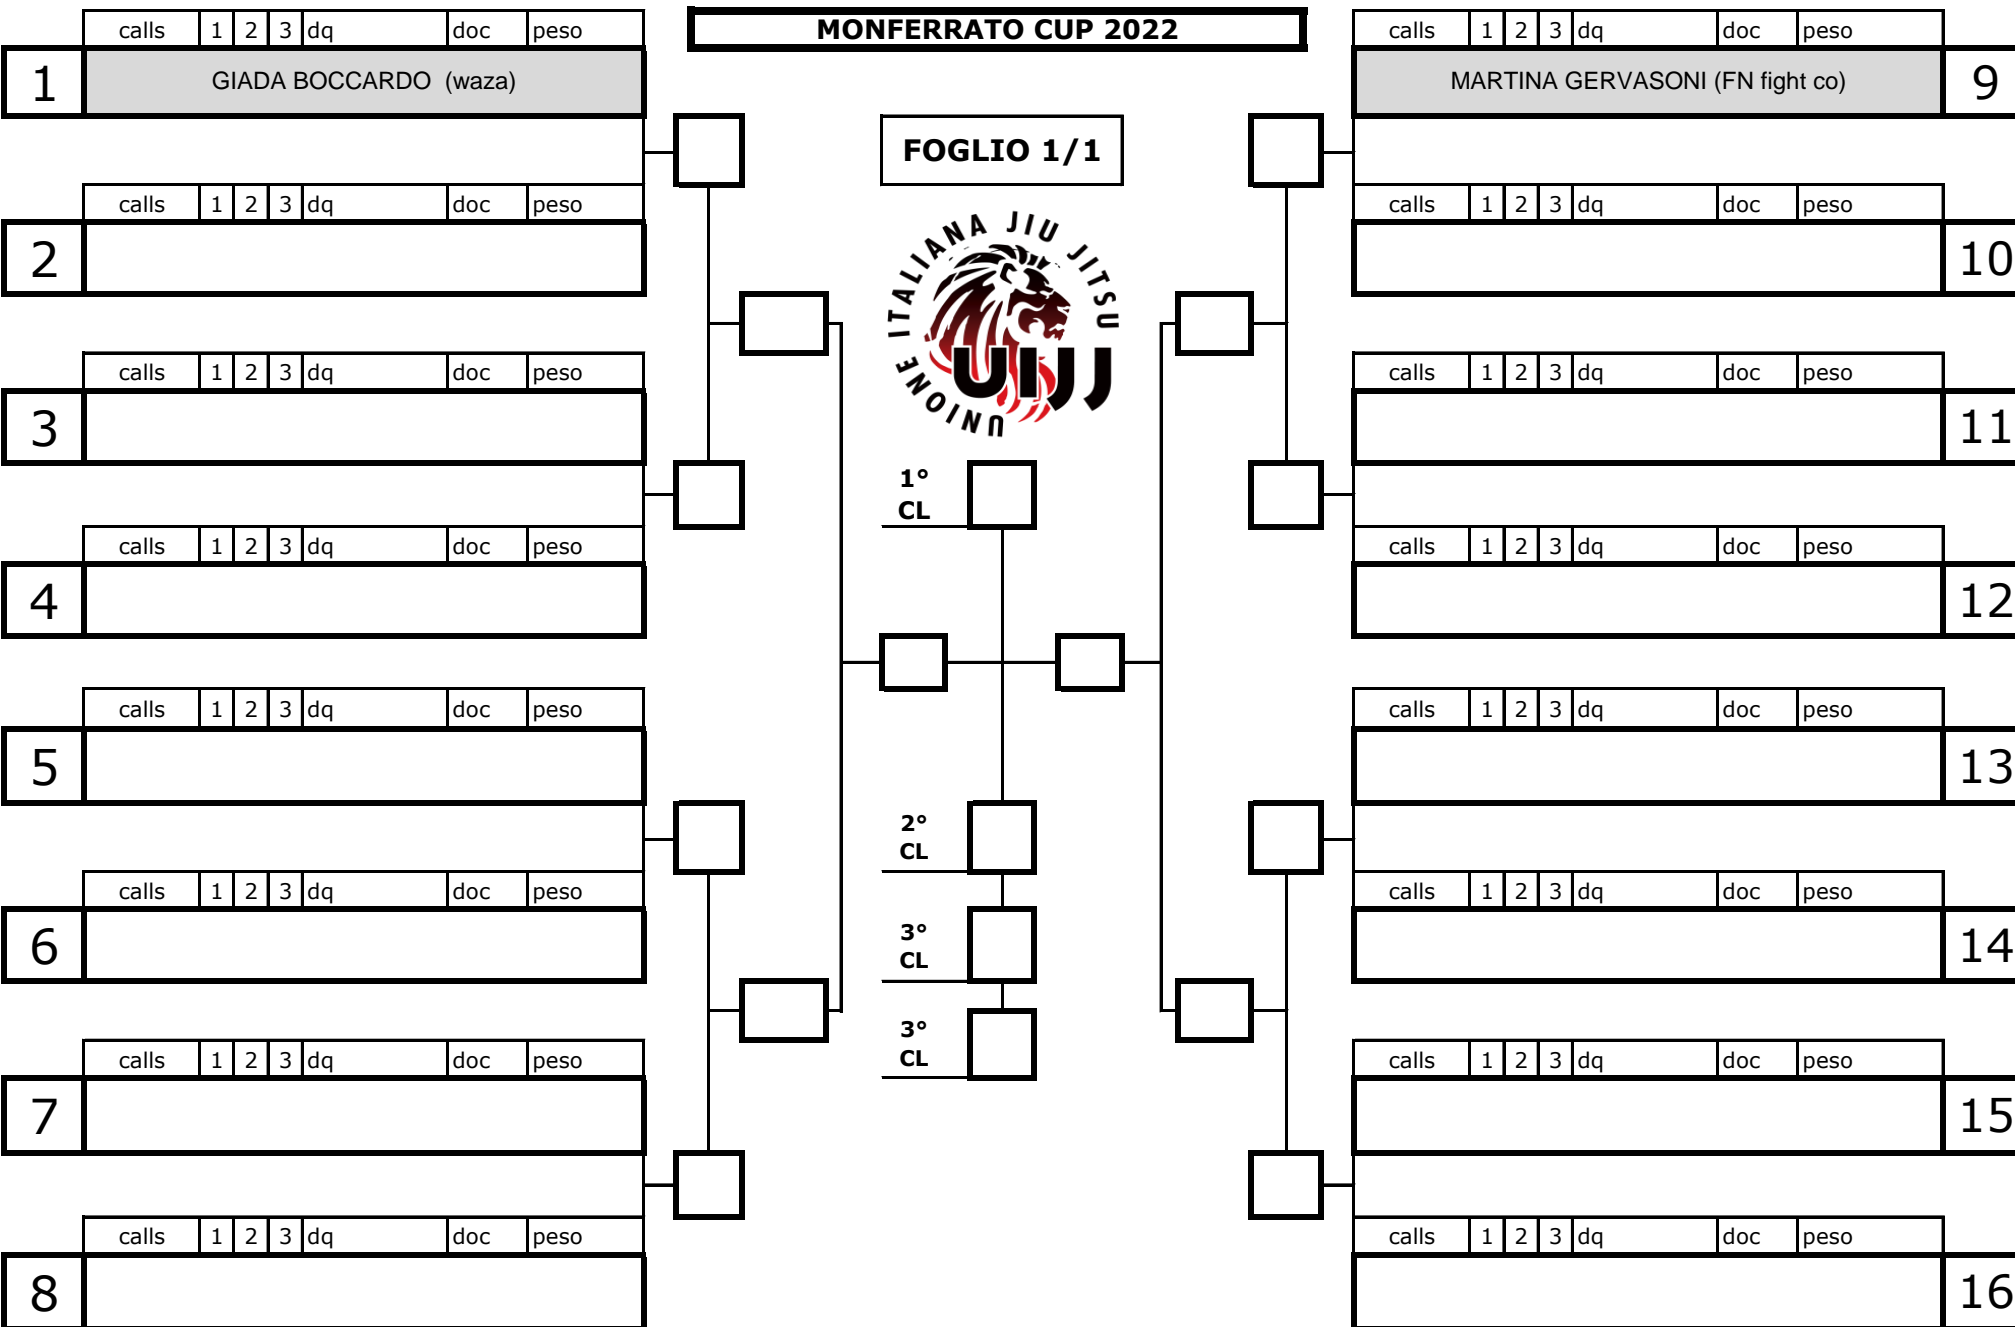 MONFERRATO CUP 2022
FOGLIO 1/1
calls 1 2 3 dq doc peso
1 GIADA BOCCARDO (waza)
calls 1 2 3 dq doc peso
2
calls 1 2 3 dq doc peso
3
calls 1 2 3 dq doc peso
4
calls 1 2 3 dq doc peso
5
calls 1 2 3 dq doc peso
6
calls 1 2 3 dq doc peso
7
calls 1 2 3 dq doc peso
8
UNIONE ITALIANA JIU JITSU
UIJJ
1°
CL
2°
CL
3°
CL
3°
CL
calls 1 2 3 dq doc peso
MARTINA GERVASONI (FN fight co) 9
calls 1 2 3 dq doc peso
10
calls 1 2 3 dq doc peso
11
calls 1 2 3 dq doc peso
12
calls 1 2 3 dq doc peso
13
calls 1 2 3 dq doc peso
14
calls 1 2 3 dq doc peso
15
calls 1 2 3 dq doc peso
16